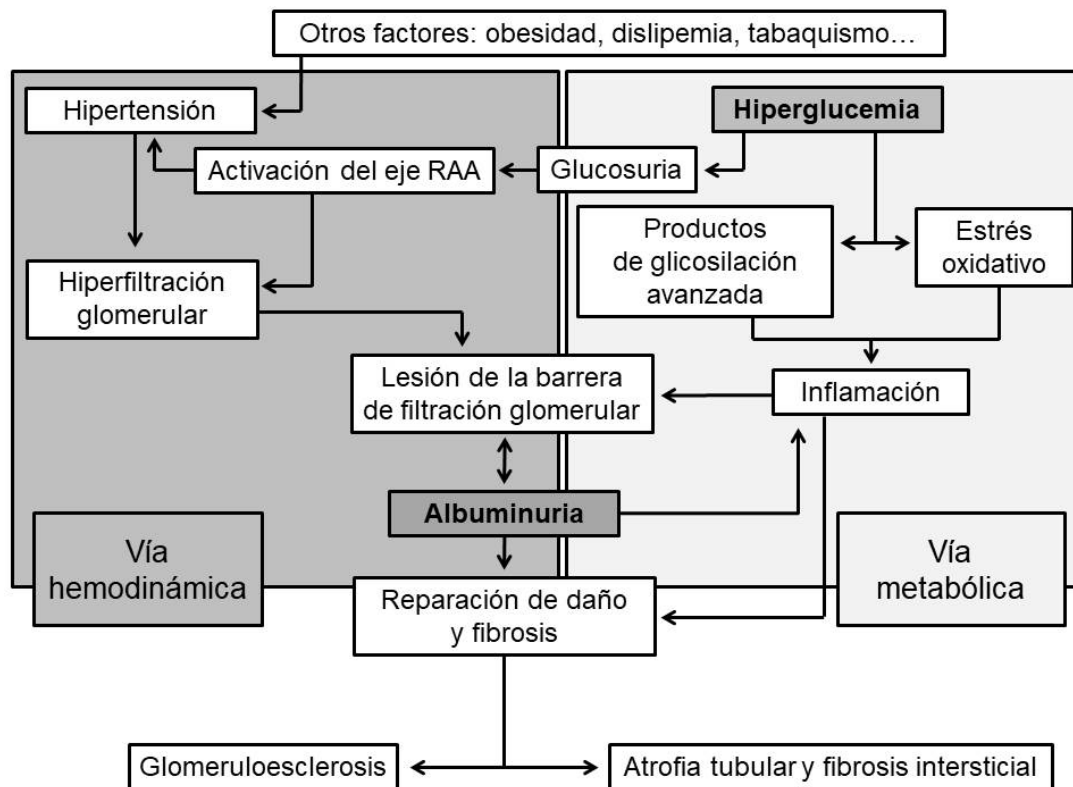 Otros factores: obesidad, dislipemia, tabaquismo…
Hipertensión
Hiperglucemia
Activación del eje RAA
Glucosuria
Productos
de glicosilación
avanzada
Estrés
oxidativo
Hiperfiltración
glomerular
Lesión de la barrera
de filtración glomerular
Inflamación
Albuminuria
Vía
hemodinámica
Vía
metabólica
Reparación de daño
y fibrosis
Glomeruloesclerosis
Atrofia tubular y fibrosis intersticial